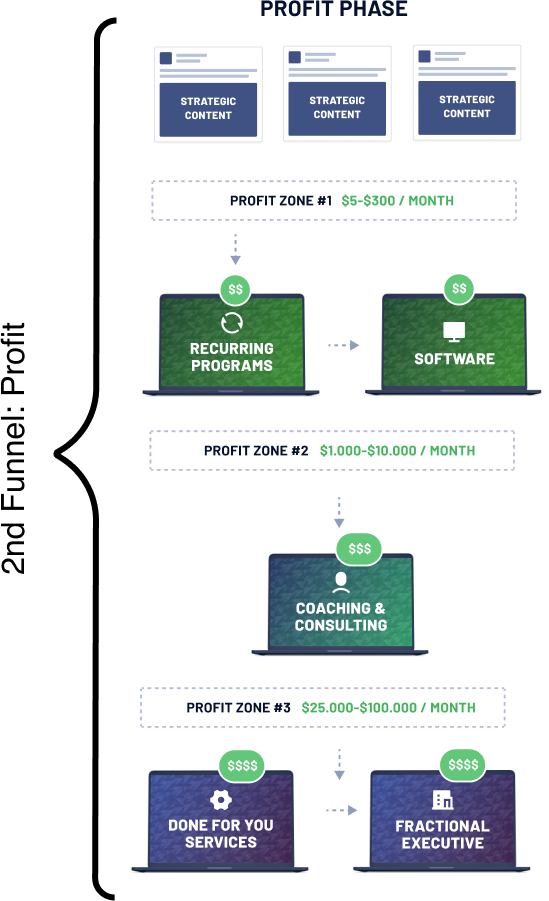 PROFIT PHASE
STRATEGIC
CONTENT
STRATEGIC
CONTENT
STRATEGIC
CONTENT
PROFIT ZONE #1 $5-$300 / MONTH
$$
RECURRING
PROGRAMS
$$
SOFTWARE
2nd Funnel: Profit
PROFIT ZONE #2 $1.000-$10.000 / MONTH
$$$
COACHING &
CONSULTING
PROFIT ZONE #3 $25.000-$100.000 / MONTH
$$$$
DONE FOR YOU
SERVICES
$$$$
FRACTIONAL
EXECUTIVE